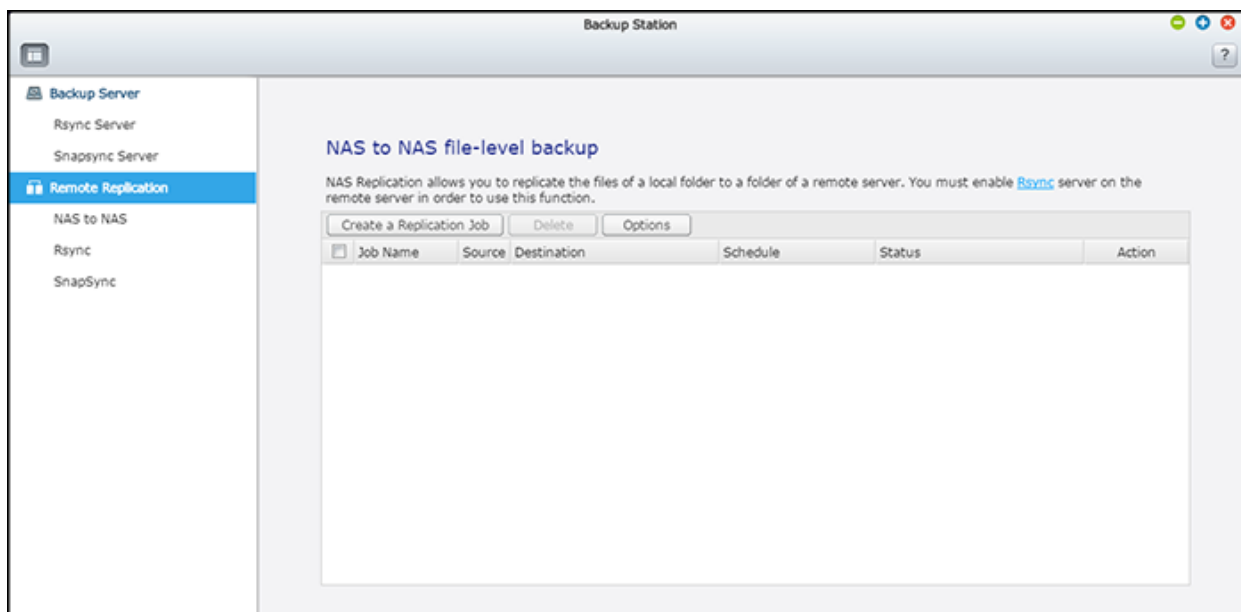 Backup Station
?
Backup Server
Rsync Server
Snapsync Server
Remote Replication
NAS to NAS
Rsync
SnapSync
NAS to NAS file-level backup
NAS Replication allows you to replicate the files of a local folder to a folder of a remote server. You must enable Rsync server on the
remote server in order to use this function.
Create a Replication Job Delete Options
Job Name Source Destination Schedule Status Action